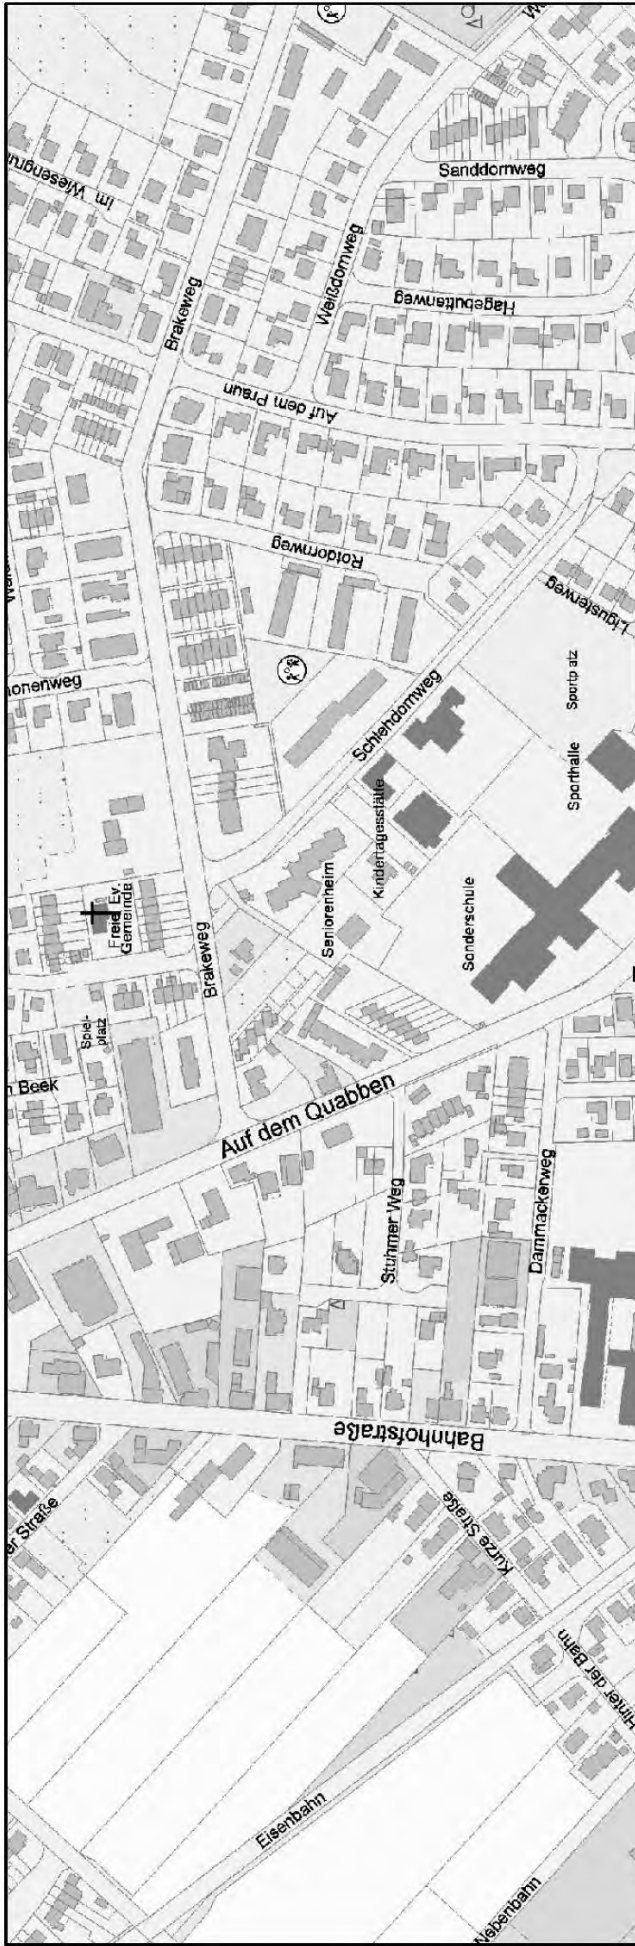 Im Wiesengru
Sanddornweg
Weißdornweg
Brakeweg
Hagebuttenweg
Auf dem Praun
Rotdornweg
Ligusterweg
onenweg
Schlehdornweg
Sportplatz
Sporthalle
Kindertagesstätte
Freie Ev.
Gemeinde
Seniorenheim
Sonderschule
Brakeweg
Spiel-
platz
Beek
Auf dem Quabben
Stuhmer Weg
Dammackerweg
Bahnhofstraße
er Straße
Kurze Straße
Hinter der Bahn
Eisenbahn
Nebenbahn